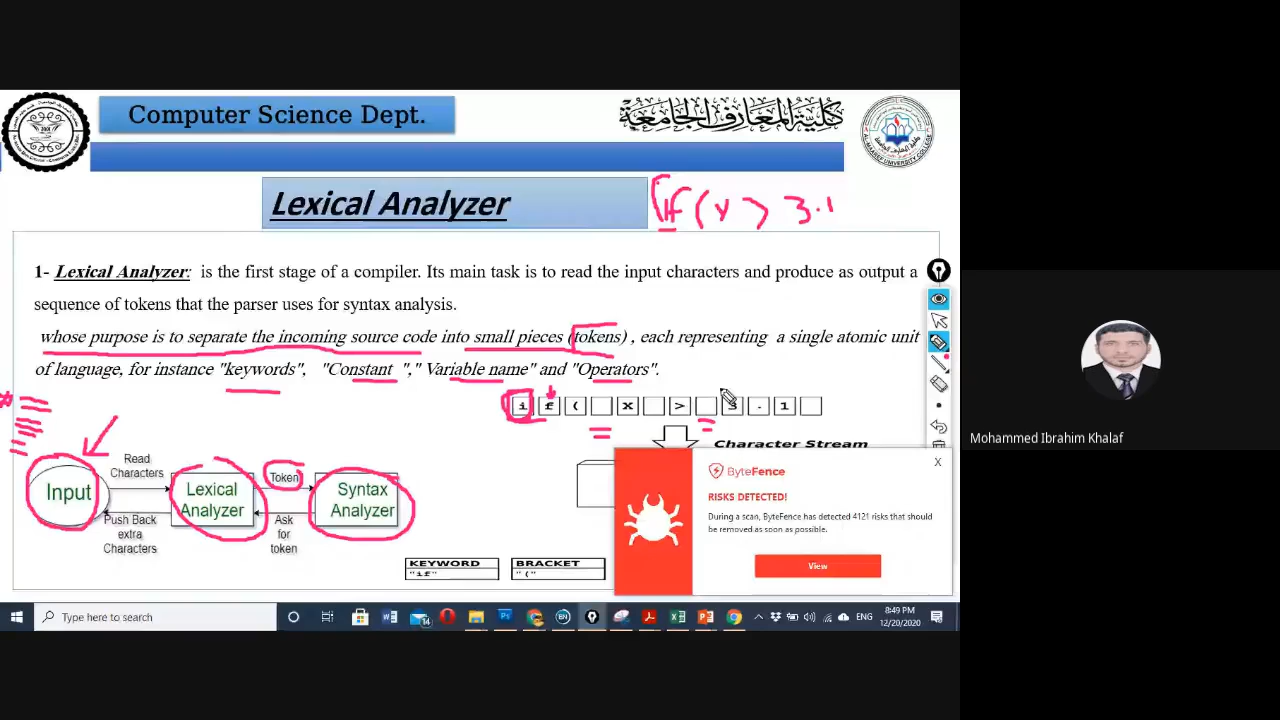 Computer Science Dept.
كلية المعارف الجامعة
Lexical Analyzer
if (x > 3.1
1- Lexical Analyzer: is the first stage of a compiler. Its main task is to read the input characters and produce as output a
sequence of tokens that the parser uses for syntax analysis.
whose purpose is to separate the incoming source code into small pieces (tokens) , each representing a single atomic unit
of language, for instance "keywords", "Constant "," Variable name" and "Operators".
i f ( X > 3 . 1
Character Stream
Read
Characters
Input
Lexical
Analyzer
Token
Syntax
Analyzer
Push Back
extra
Characters
Ask
for
token
KEYWORD
"if"
BRACKET
"("
ByteFence
X
RISKS DETECTED!
During a scan, ByteFence has detected 4121 risks that should
be removed as soon as possible.
View
Mohammed Ibrahim Khalaf
Type here to search
14
ENG
8:49 PM
12/20/2020